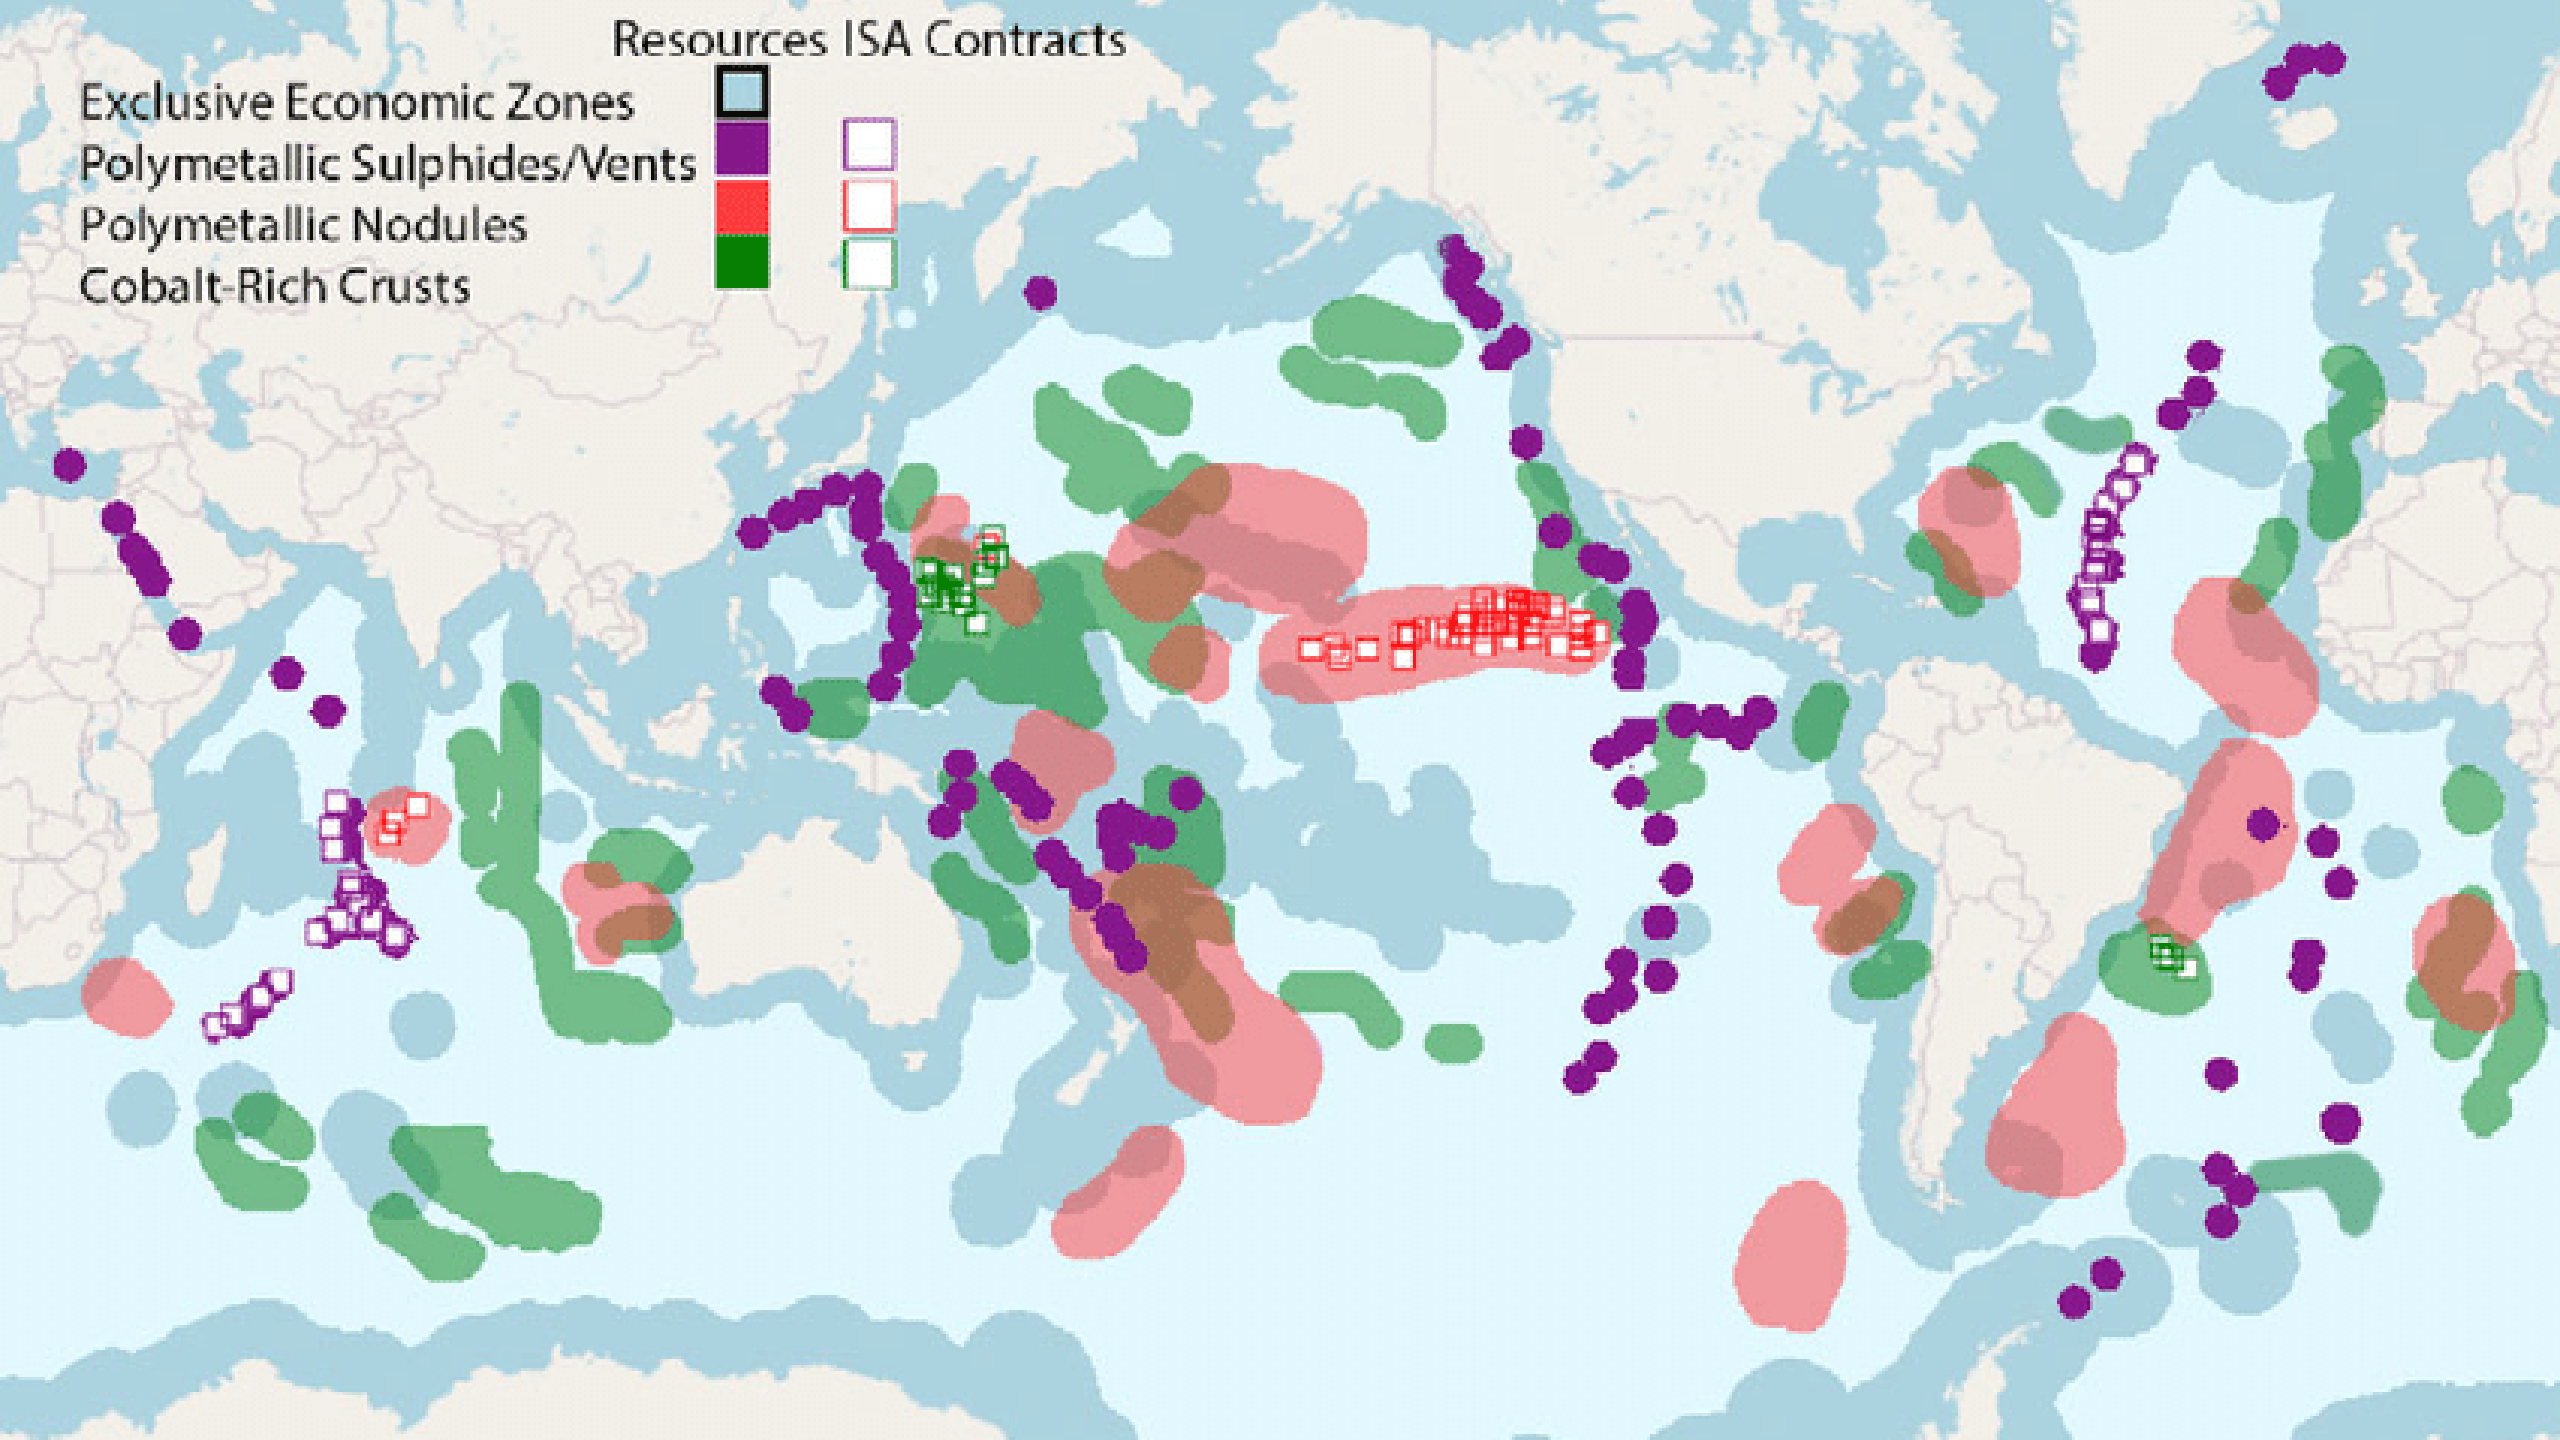 Resources ISA Contracts
Exclusive Economic Zones
Polymetallic Sulphides/Vents
Polymetallic Nodules
Cobalt-Rich Crusts